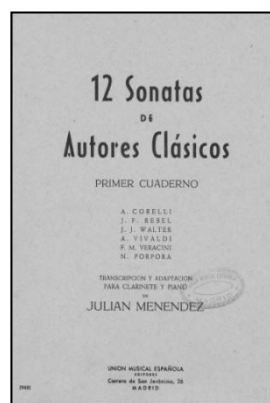 12 Sonatas
DE
Autores Clásicos
PRIMER CUADERNO
A. CORELLI
J. F. REBEL
J. J. WALTER
A. VIVALDI
F. M. VERACINI
N. PORPORA
TRANSCRIPCION Y ADAPTACION
PARA CLARINETE Y PIANO
DE
JULIAN MENENDEZ
UNION MUSICAL ESPAÑOLA
EDITORES
Carrera de San Jerónimo, 26
MADRID